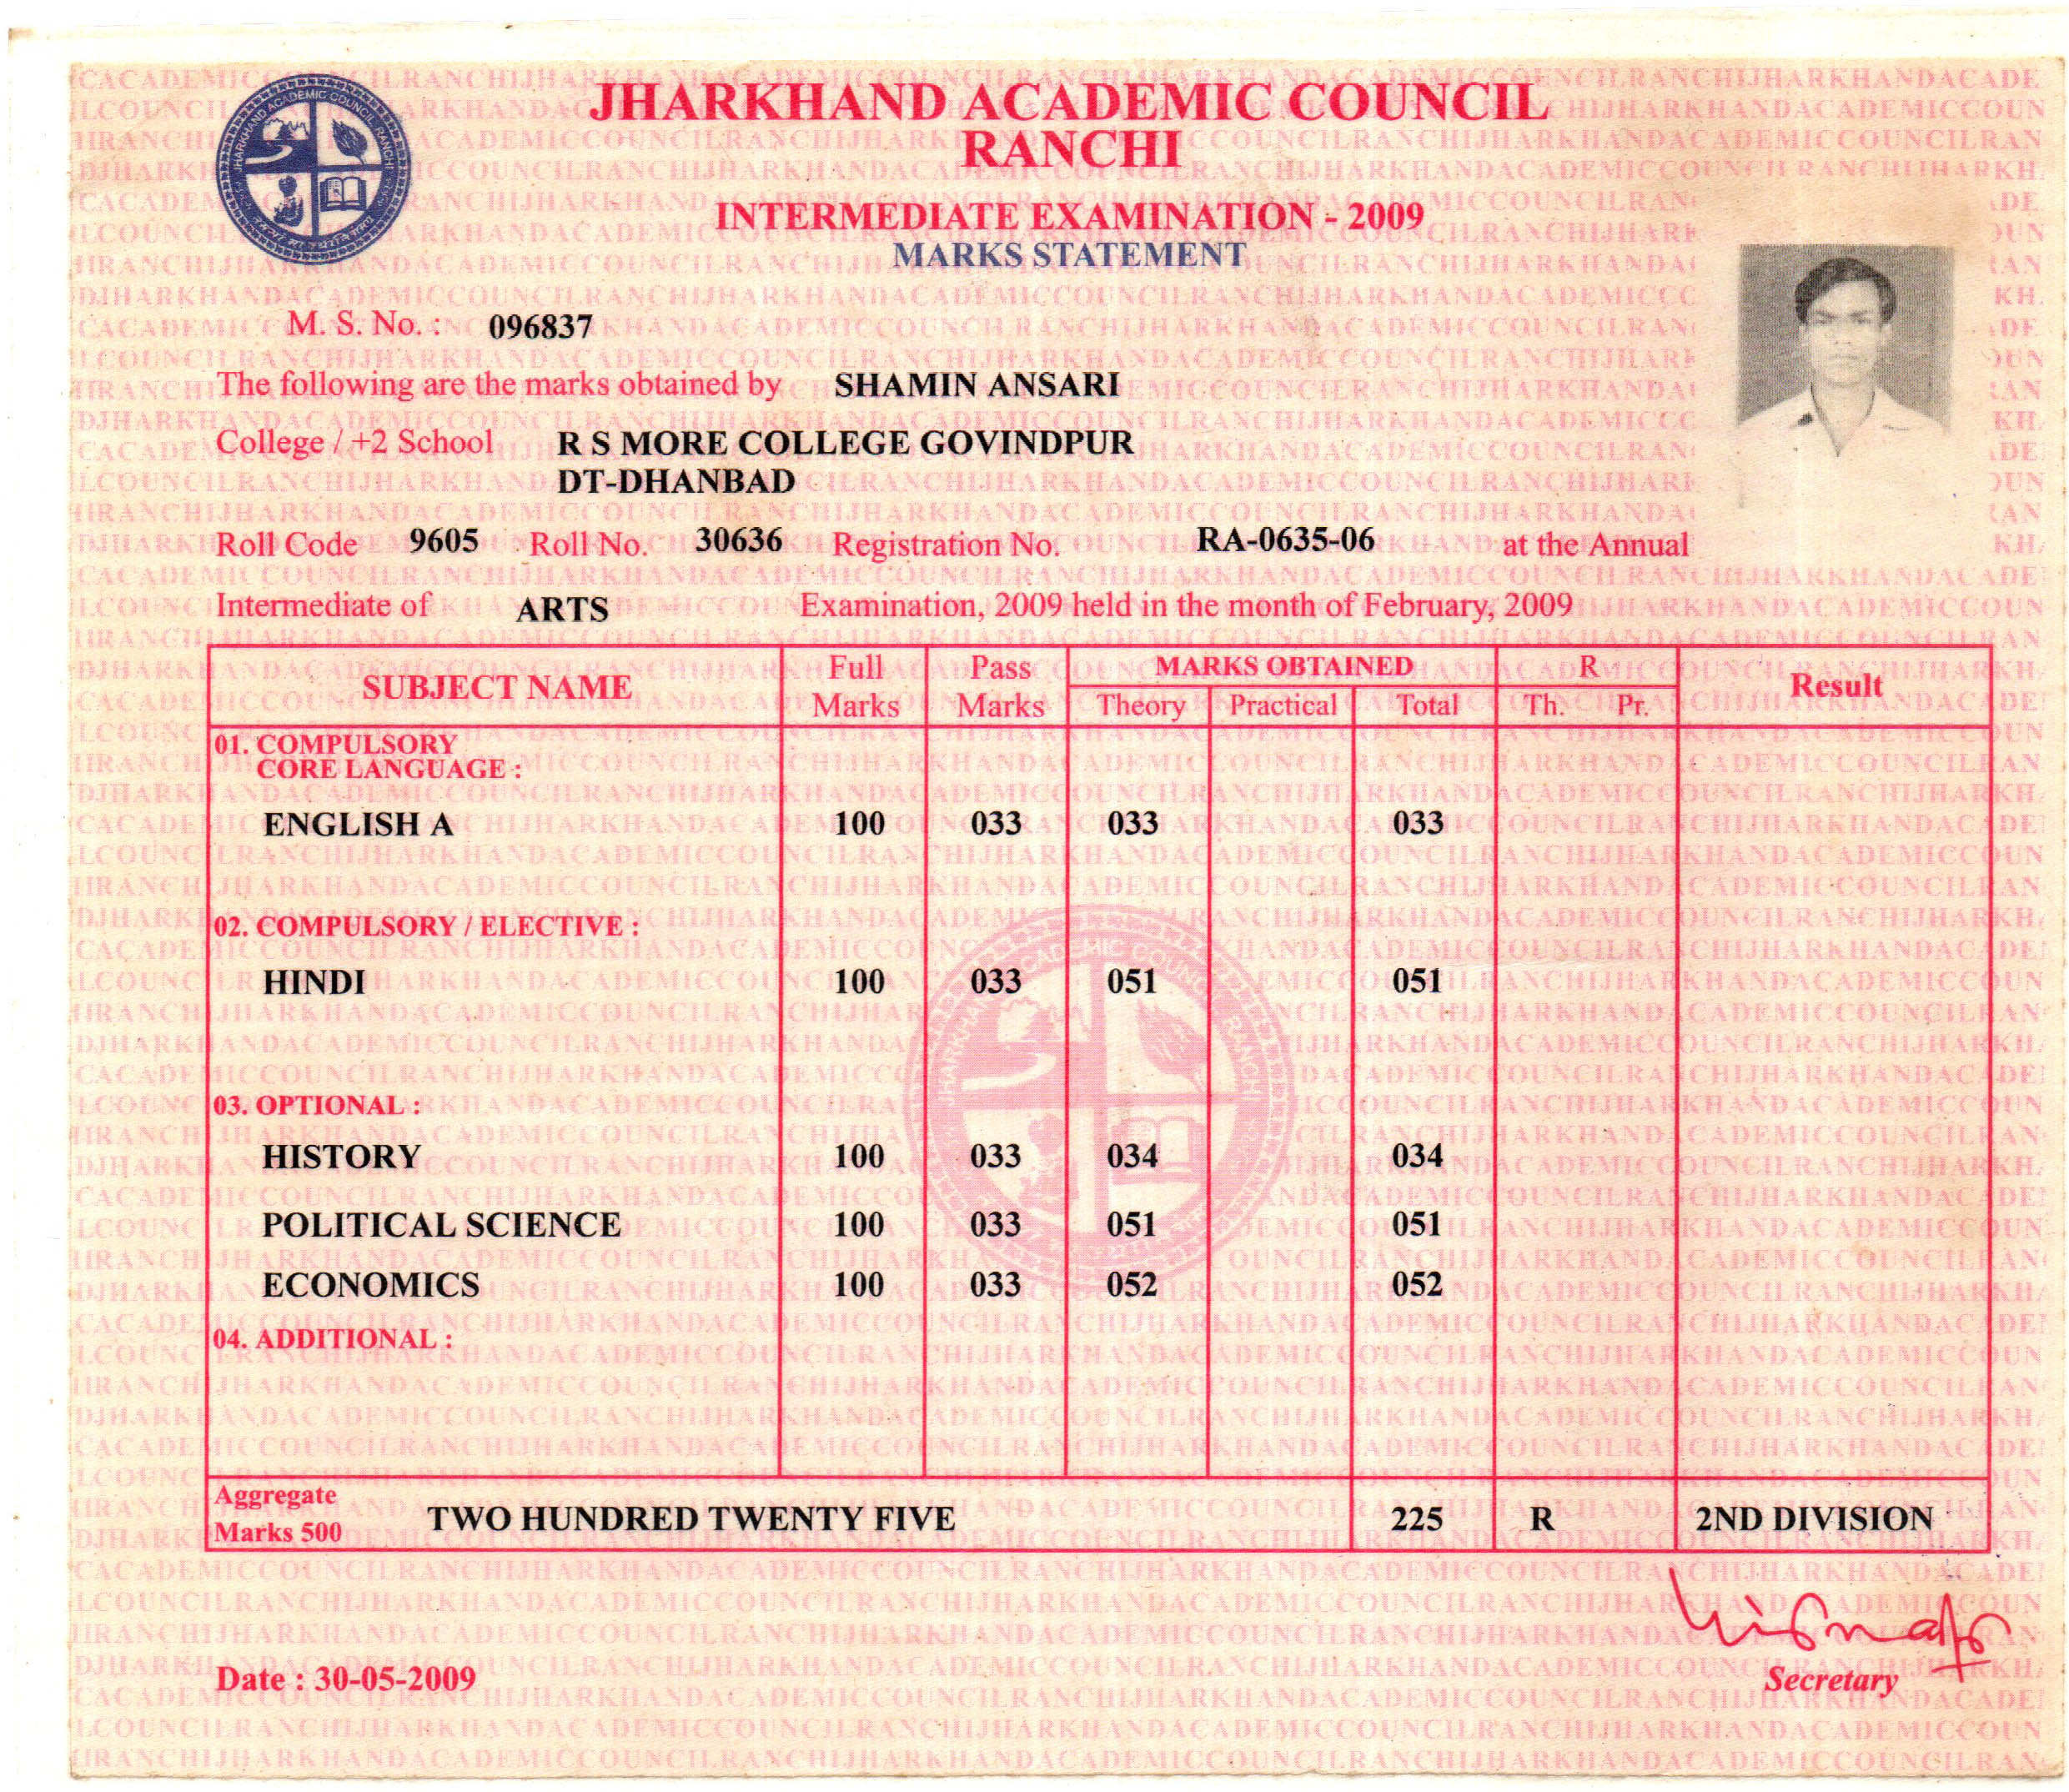 JHARKHAND ACADEMIC COUNCIL
RANCHI
INTERMEDIATE EXAMINATION - 2009
MARKS STATEMENT
JHARKHAND ACADEMIC COUNCIL RANCHI
M. S. No. : 096837
The following are the marks obtained by SHAMIN ANSARI
College / +2 School R S MORE COLLEGE GOVINDPUR
DT-DHANBAD
Roll Code 9605 Roll No. 30636 Registration No. RA-0635-06 at the Annual
Intermediate of ARTS Examination, 2009 held in the month of February, 2009
SUBJECT NAME Full Marks Pass Marks MARKS OBTAINED R Result
Theory Practical Total Th. Pr.
01. COMPULSORY
CORE LANGUAGE :
ENGLISH A 100 033 033 033
02. COMPULSORY / ELECTIVE :
HINDI 100 033 051 051
03. OPTIONAL :
HISTORY 100 033 034 034
POLITICAL SCIENCE 100 033 051 051
ECONOMICS 100 033 052 052
04. ADDITIONAL :
Aggregate
Marks 500 TWO HUNDRED TWENTY FIVE 225 R 2ND DIVISION
Date : 30-05-2009
Secretary